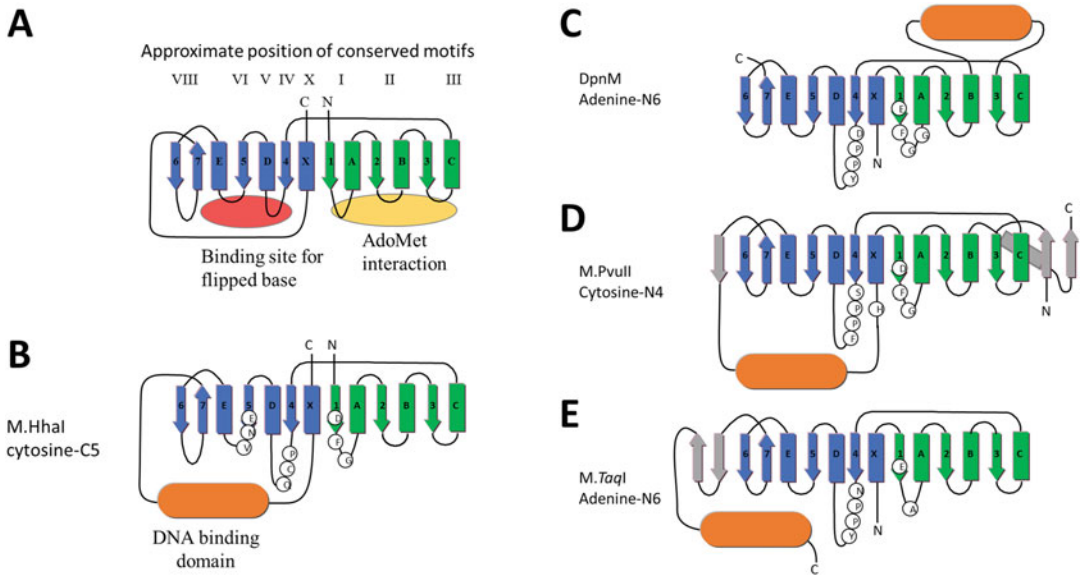 A
Approximate position of conserved motifs
VIII VI V IV X I II III
C N
6 7 E 5 D 4 X 1 A 2 B 3 C
Binding site for
flipped base
AdoMet
interaction
B
M.HhaI
cytosine-C5
C N
6 7 E 5 D 4 X 1 A 2 B 3 C
E
N
V
P
C
Q
D
F
G
DNA binding
domain
C
DpnM
Adenine-N6
C
6 7 E 5 D 4 X 1 A 2 B 3 C
E
D
P
P
Y
F
G
G
N
D
M.PvuII
Cytosine-N4
C
6 7 E 5 D 4 X 1 A 2 B 3 C
D
S
P
P
F
H
F
G
N
E
M.TaqI
Adenine-N6
6 7 E 5 D 4 X 1 A 2 B 3 C
E
N
P
P
Y
A
N
C